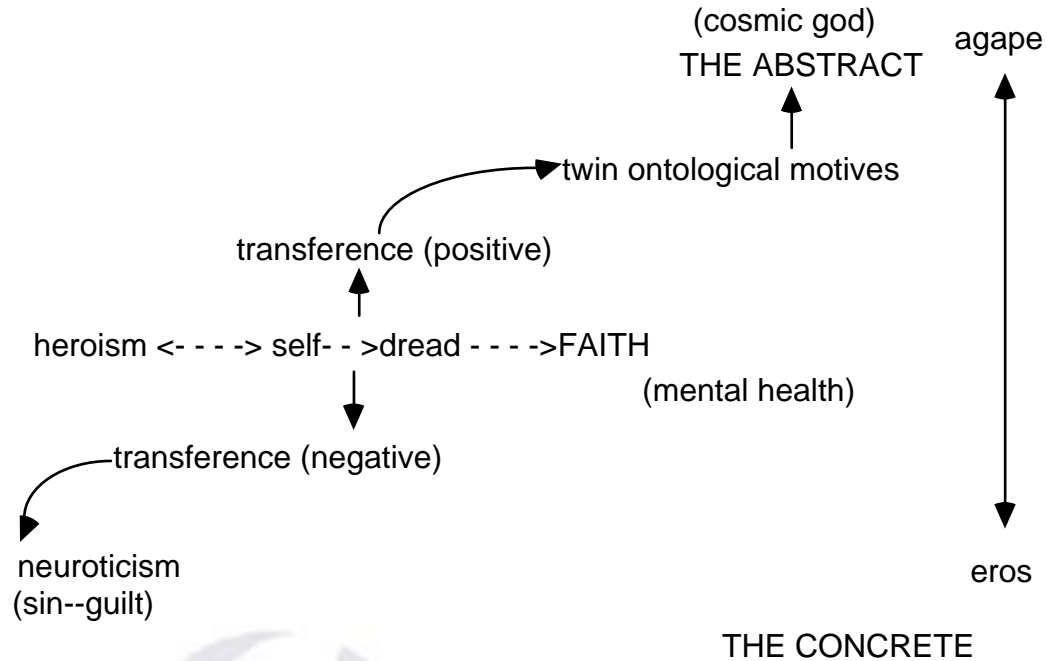 (cosmic god)
agape
THE ABSTRACT
twin ontological motives
transference (positive)
heroism <- - - -> self- - >dread - - - ->FAITH
(mental health)
transference (negative)
neuroticism
(sin--guilt)
eros
THE CONCRETE